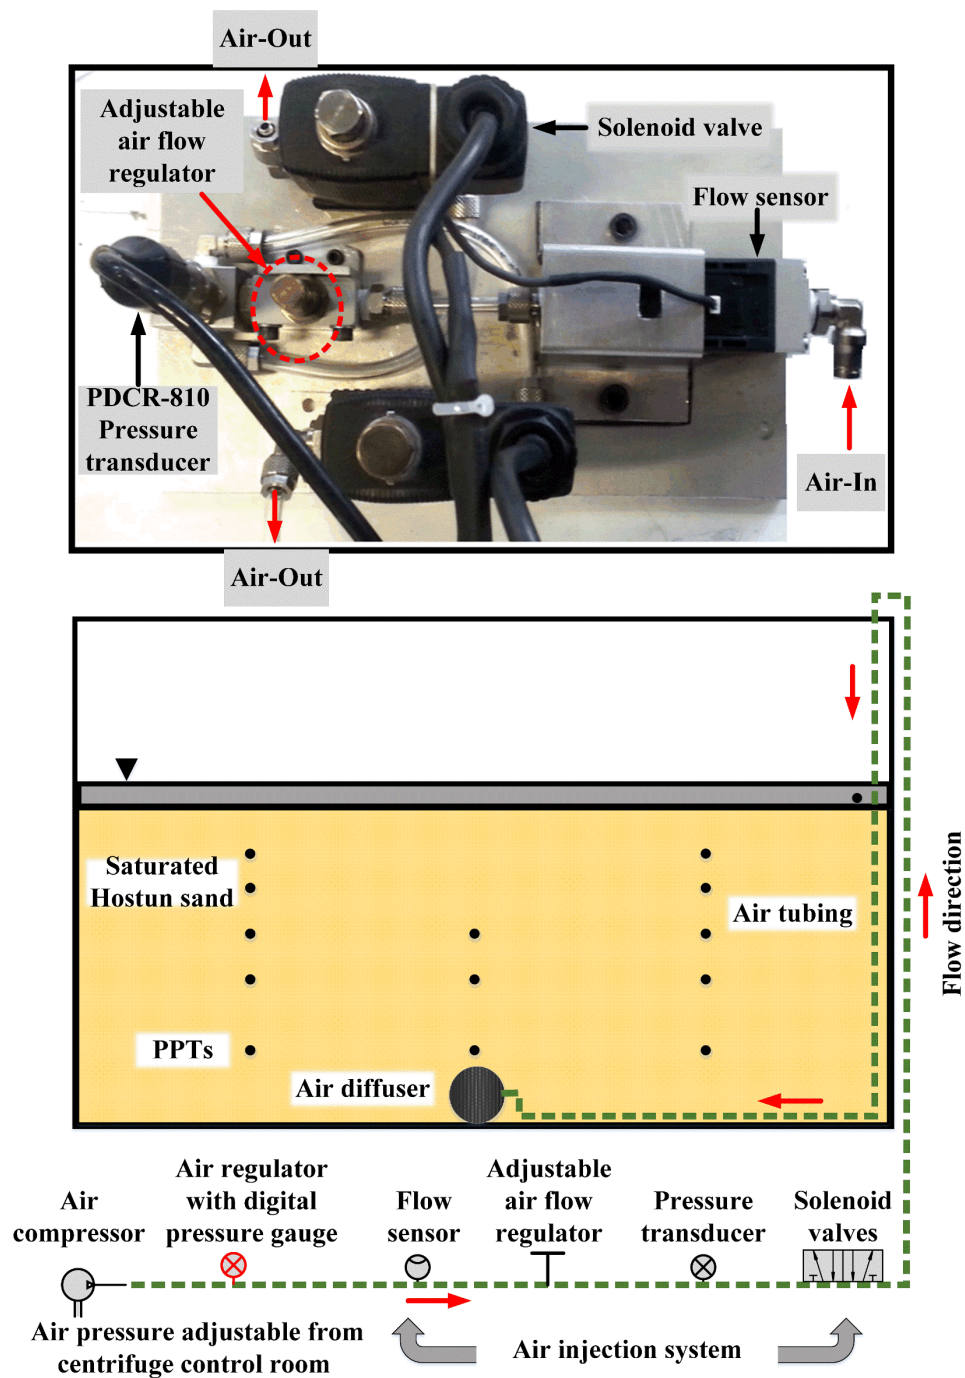 Air-Out
Adjustable
air flow
regulator
Solenoid valve
Flow sensor
PDCR-810
Pressure
transducer
Air-In
Air-Out
Saturated
Hostun sand
Air tubing
Flow direction
PPTs
Air diffuser
Air
compressor
Air regulator
with digital
pressure gauge
Flow
sensor
Adjustable
air flow
regulator
Pressure
transducer
Solenoid
valves
Air pressure adjustable from
centrifuge control room
Air injection system